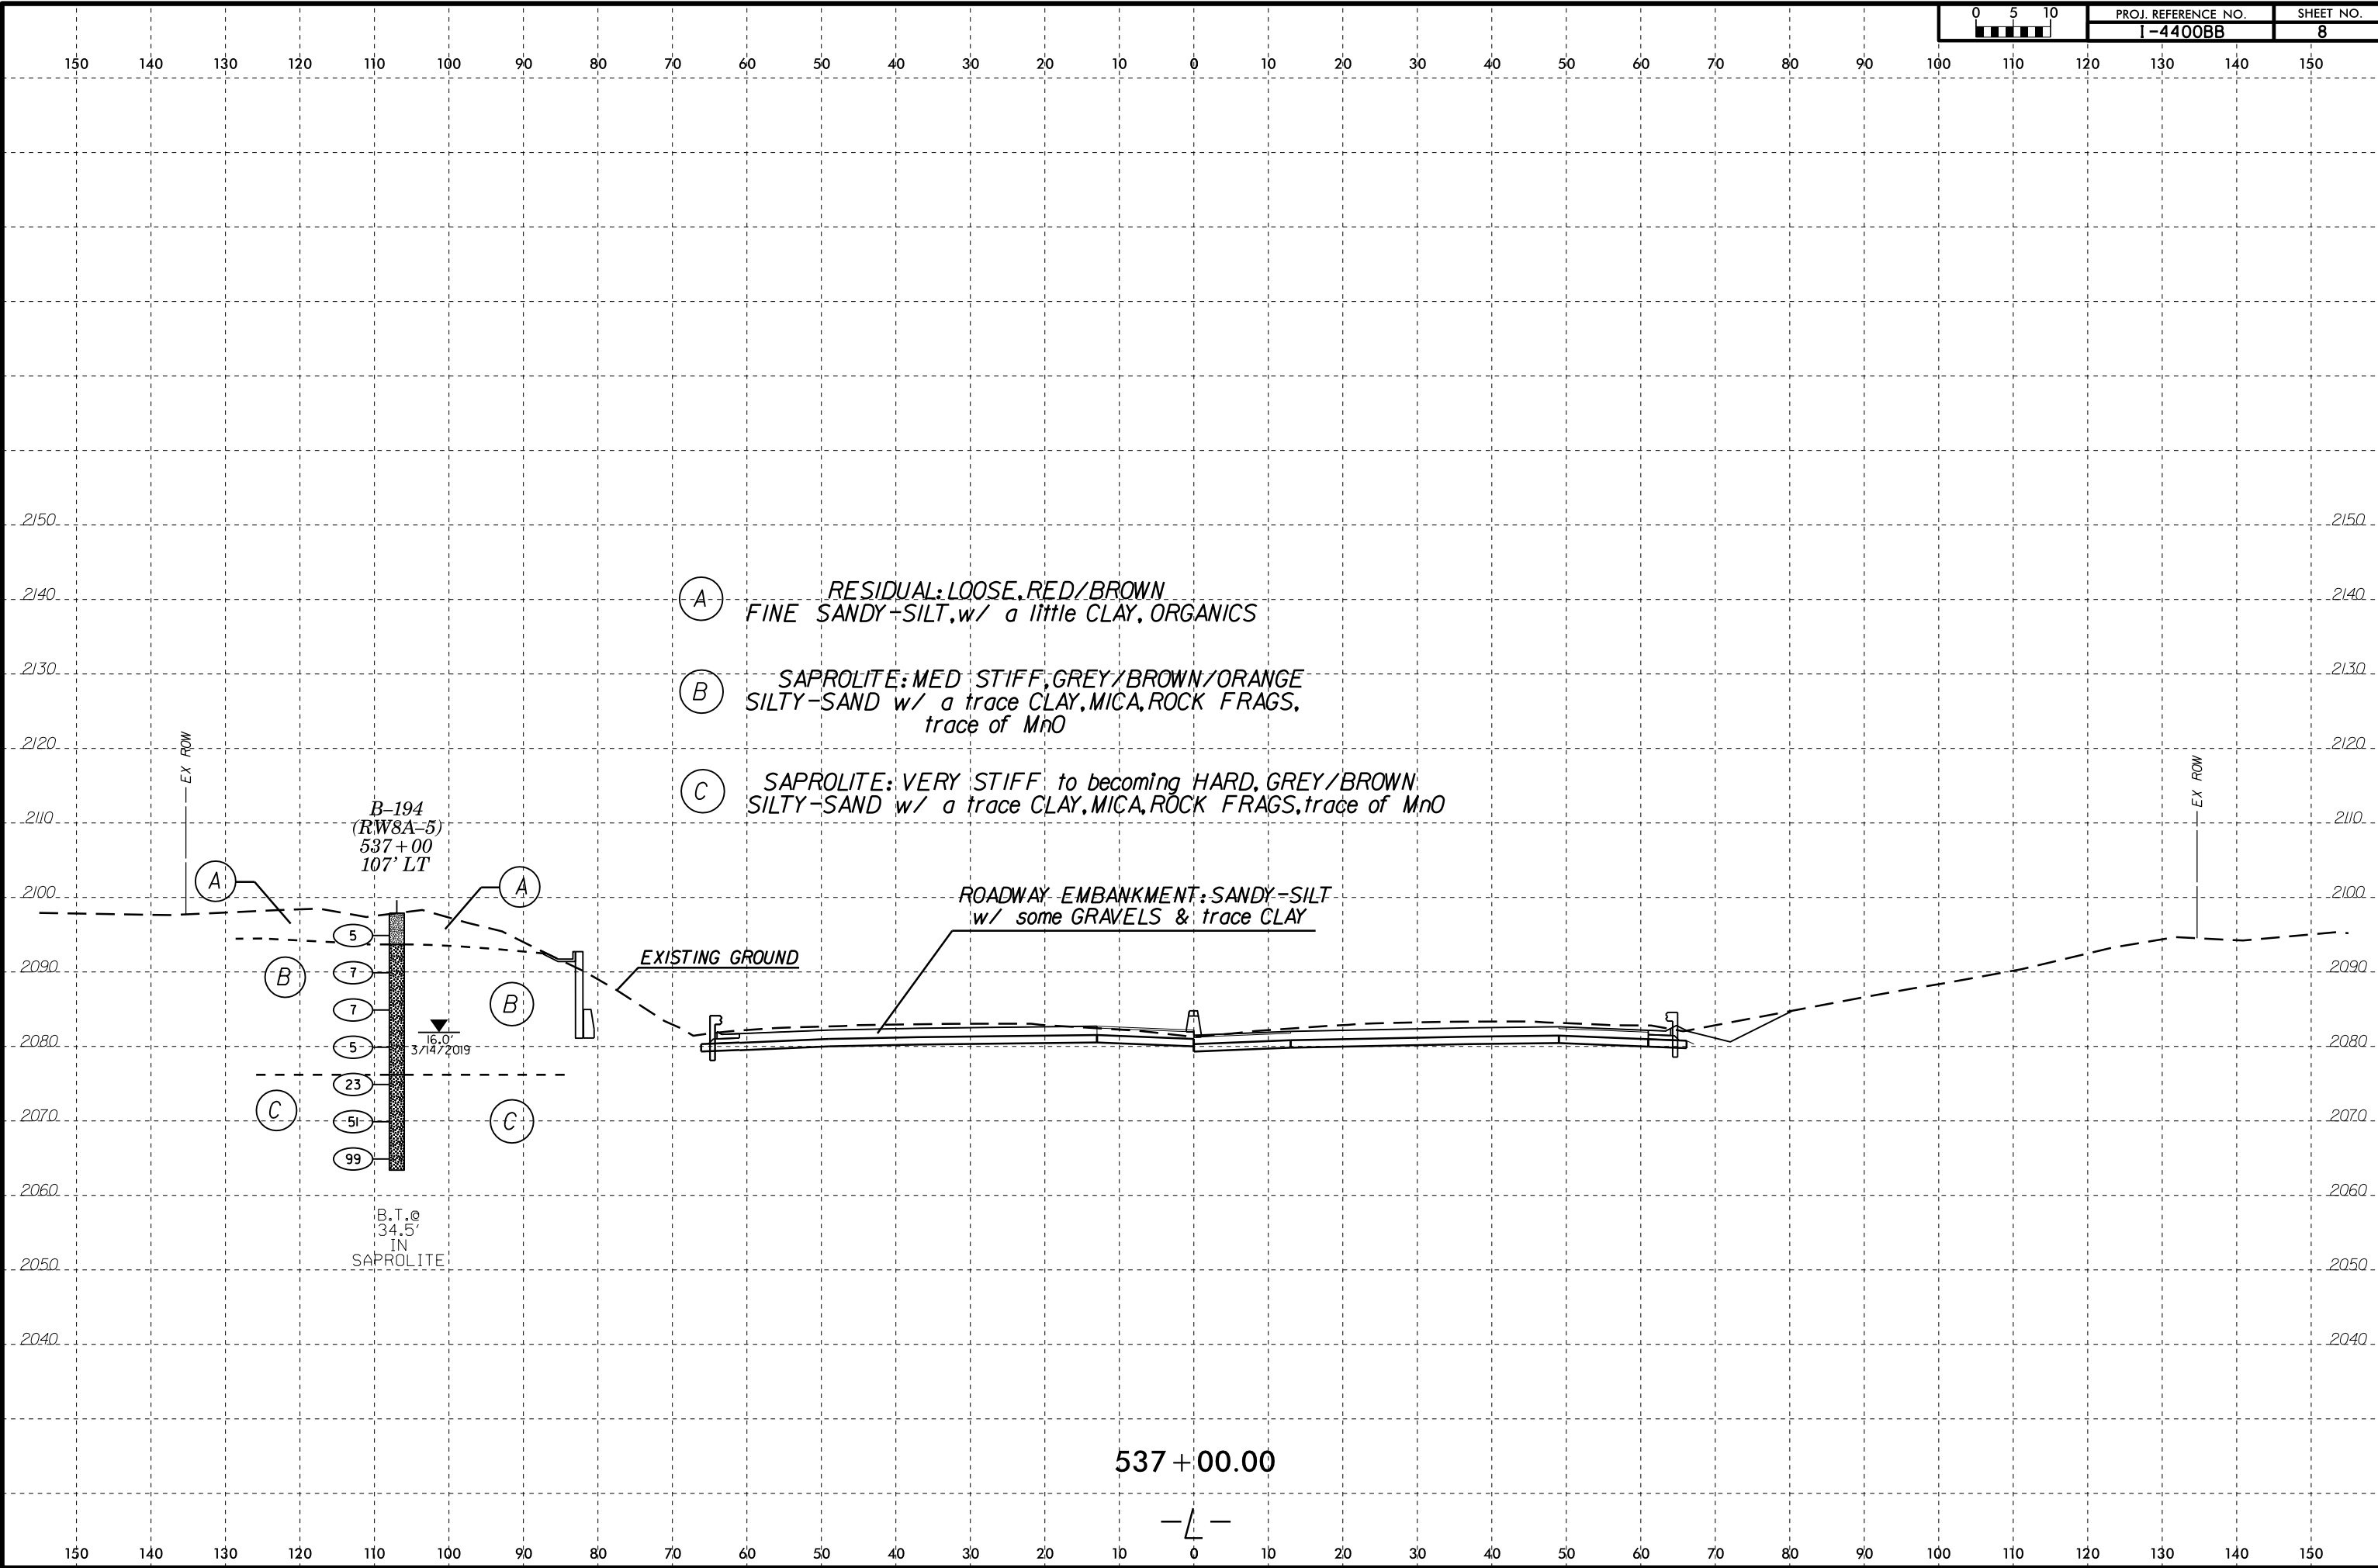 0 5 10
PROJ. REFERENCE NO. SHEET NO.
I-4400BB 8
150 140 130 120 110 100 90 80 70 60 50 40 30 20 10 0 10 20 30 40 50 60 70 80 90 100 110 120 130 140 150
2150 2150
A RESIDUAL: LOOSE, RED/BROWN
FINE SANDY-SILT, w/ a little CLAY, ORGANICS
2140 2140
2130 2130
B SAPROLITE: MED STIFF, GREY/BROWN/ORANGE
SILTY-SAND w/ a trace CLAY, MICA, ROCK FRAGS,
trace of MnO
2120 2120
EX ROW
EX ROW
C SAPROLITE: VERY STIFF to becoming HARD, GREY/BROWN
SILTY-SAND w/ a trace CLAY, MICA, ROCK FRAGS, trace of MnO
2110 2110
B-194
(RW8A-5)
537+00
107' LT
A A
2100 2100
ROADWAY EMBANKMENT: SANDY-SILT
w/ some GRAVELS & trace CLAY
5
EXISTING GROUND
2090 2090
B 7
7 B
2080 2080
5 16.0'
3/14/2019
23
C C
2070 2070
51
99
2060 2060
B.T.@
34.5'
IN
SAPROLITE
2050 2050
2040 2040
537+00.00
-L-
150 140 130 120 110 100 90 80 70 60 50 40 30 20 10 0 10 20 30 40 50 60 70 80 90 100 110 120 130 140 150